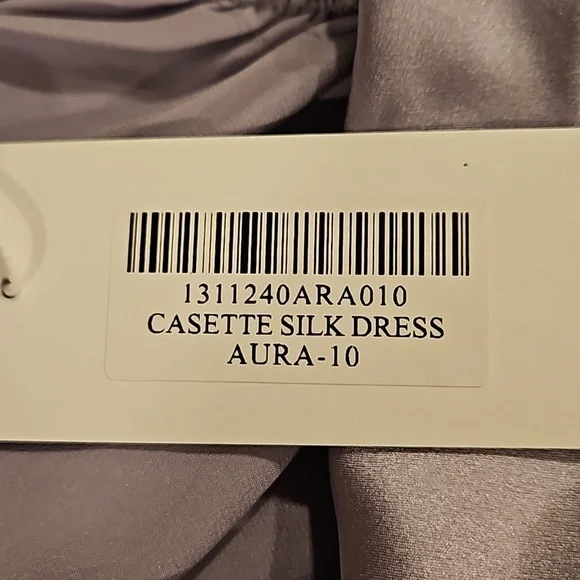 1311240ARA010
CASETTE SILK DRESS
AURA-10